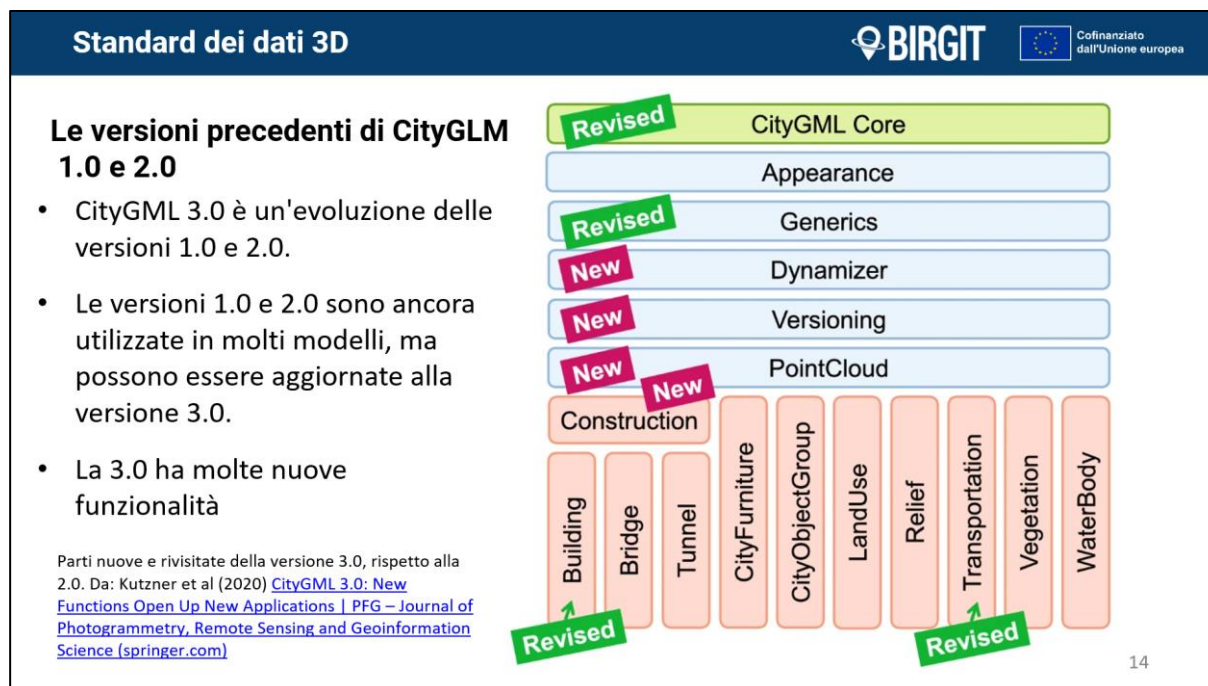 Standard dei dati 3D
BIRGIT
Cofinanziato
dall'Unione europea
Le versioni precedenti di CityGLM
1.0 e 2.0
• CityGML 3.0 è un'evoluzione delle
versioni 1.0 e 2.0.
• Le versioni 1.0 e 2.0 sono ancora
utilizzate in molti modelli, ma
possono essere aggiornate alla
versione 3.0.
• La 3.0 ha molte nuove
funzionalità
Parti nuove e rivisitate della versione 3.0, rispetto alla
2.0. Da: Kutzner et al (2020) CityGML 3.0: New
Functions Open Up New Applications | PFG – Journal of
Photogrammetry, Remote Sensing and Geoinformation
Science (springer.com)
Revised
CityGML Core
Appearance
Revised
Generics
New
Dynamizer
New
Versioning
New
PointCloud
New
Construction
Building
Bridge
Tunnel
CityFurniture
CityObjectGroup
LandUse
Relief
Transportation
Vegetation
WaterBody
Revised
Revised
14